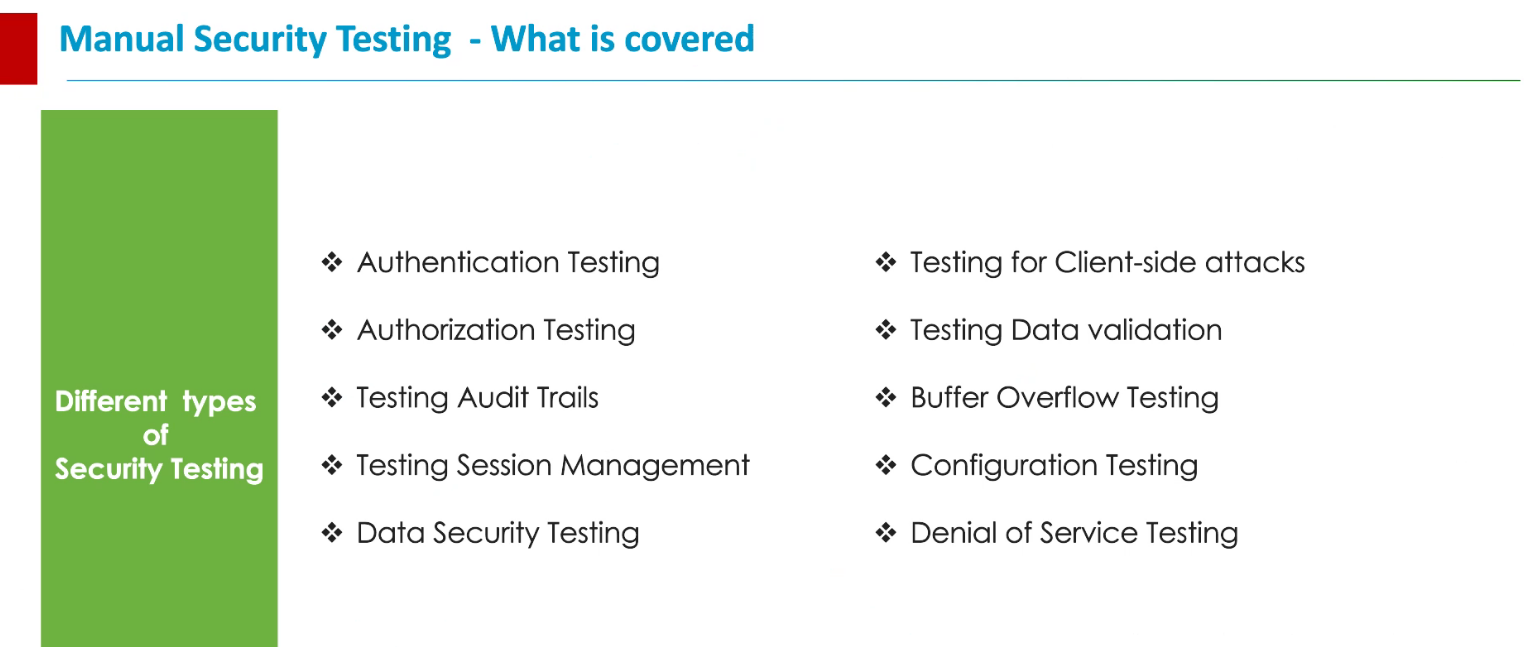 Manual Security Testing - What is covered
Different types
of
Security Testing
❖ Authentication Testing
❖ Authorization Testing
❖ Testing Audit Trails
❖ Testing Session Management
❖ Data Security Testing
❖ Testing for Client-side attacks
❖ Testing Data validation
❖ Buffer Overflow Testing
❖ Configuration Testing
❖ Denial of Service Testing